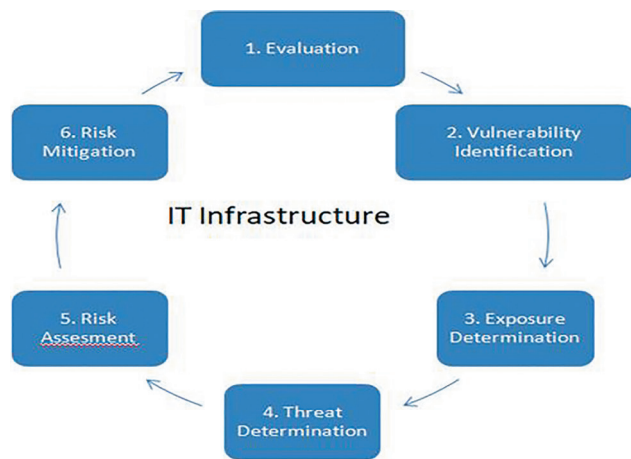 1. Evaluation
2. Vulnerability
Identification
3. Exposure
Determination
4. Threat
Determination
5. Risk
Assesment
6. Risk
Mitigation
IT Infrastructure